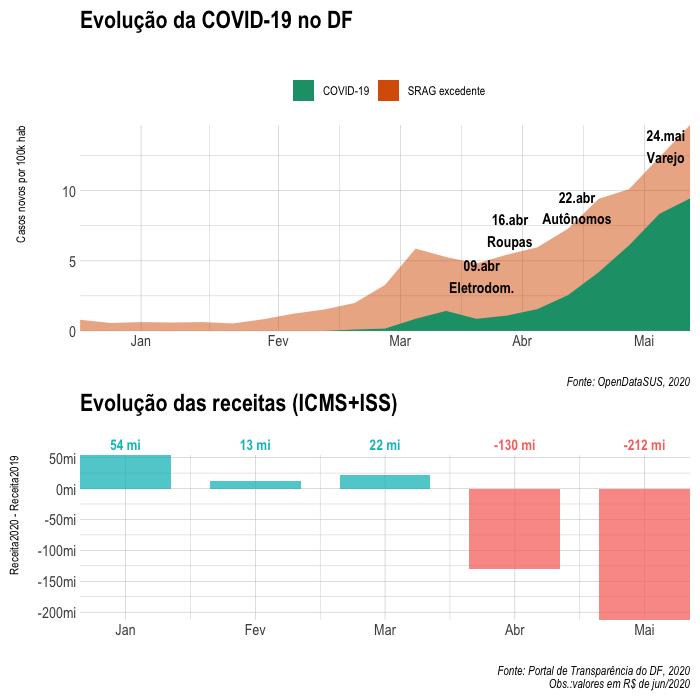 Evolução da COVID-19 no DF
COVID-19
SRAG excedente
Casos novos por 100k hab
10
5
0
24.mai
Varejo
22.abr
Autônomos
16.abr
Roupas
09.abr
Eletrodom.
Jan
Fev
Mar
Abr
Mai
Fonte: OpenDataSUS, 2020
Evolução das receitas (ICMS+ISS)
54 mi
13 mi
22 mi
-130 mi
-212 mi
Receita2020 - Receita2019
50mi
0mi
-50mi
-100mi
-150mi
-200mi
Jan
Fev
Mar
Abr
Mai
Fonte: Portal de Transparência do DF, 2020
Obs.:valores em R$ de jun/2020